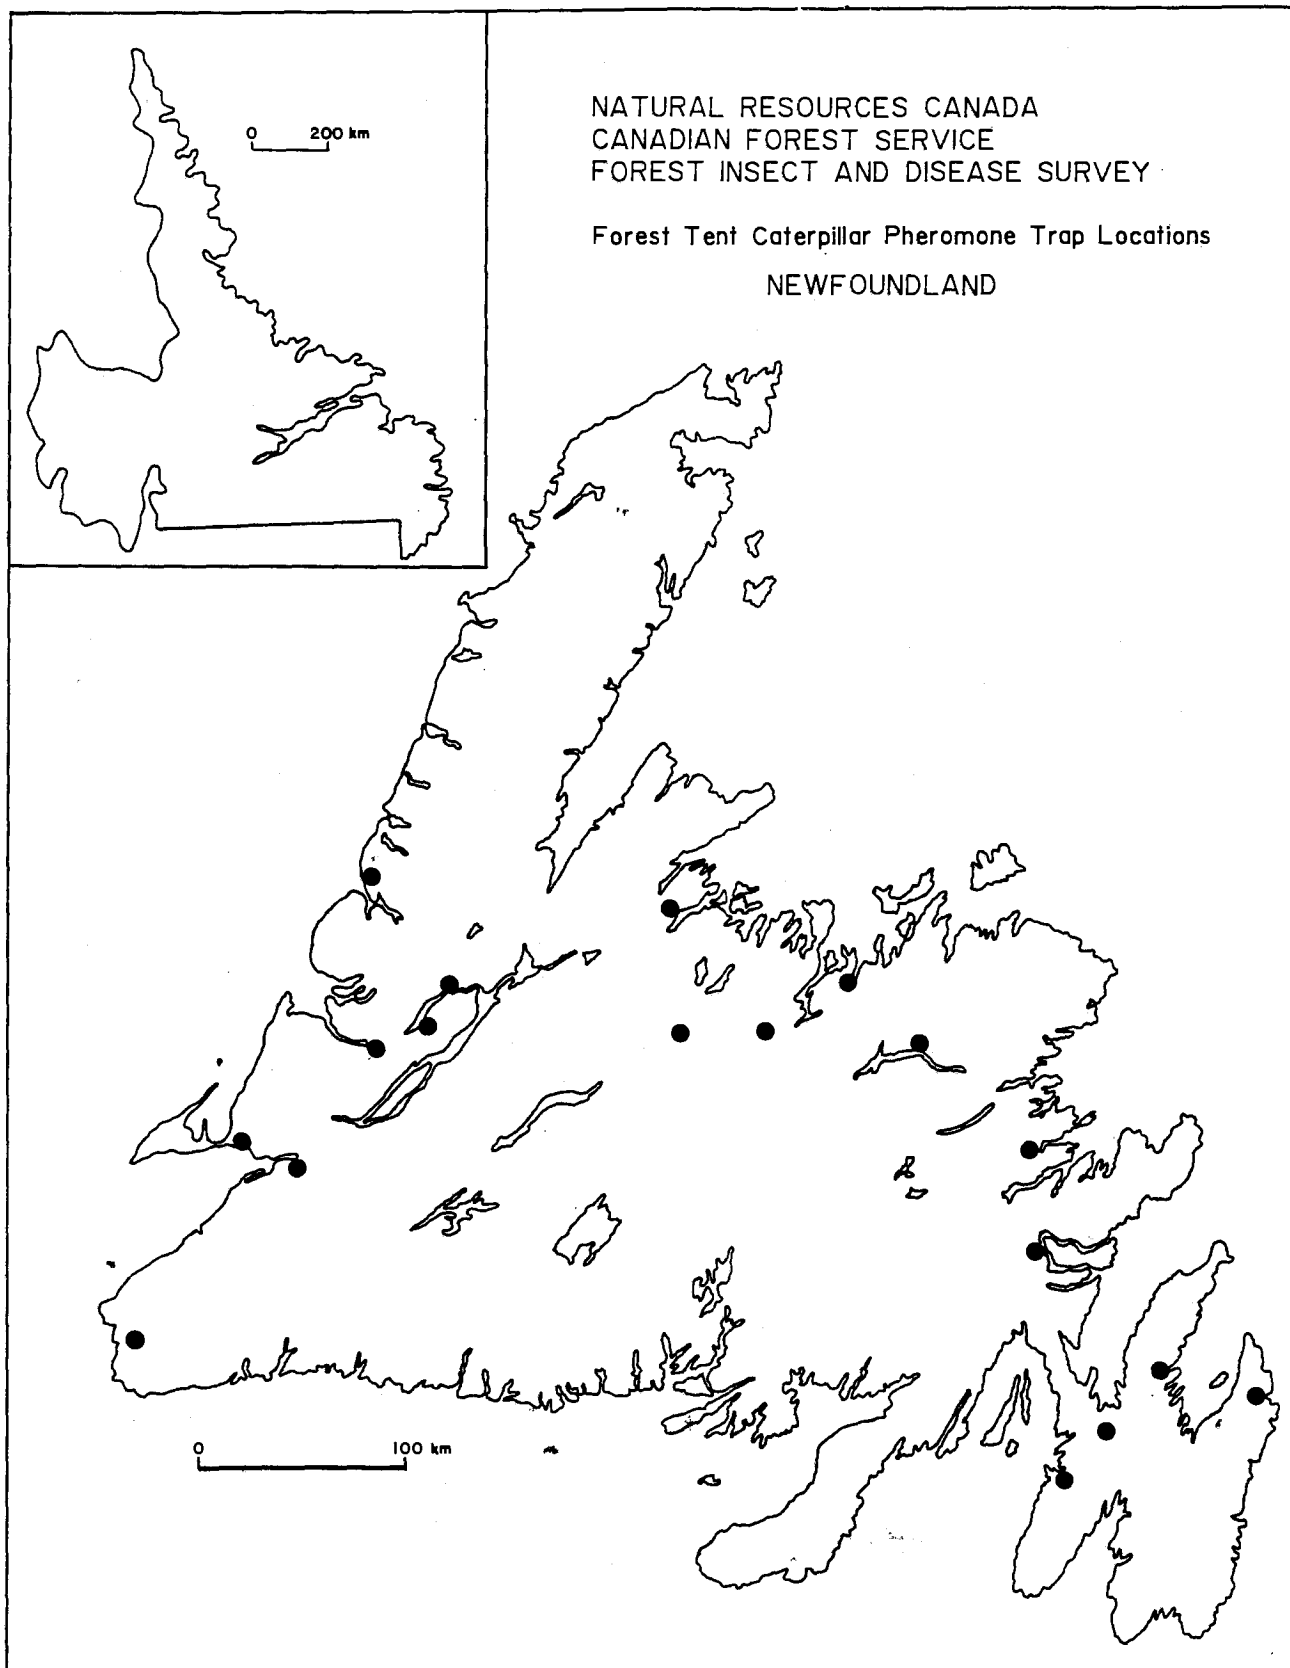 0 200 km
NATURAL RESOURCES CANADA
CANADIAN FOREST SERVICE
FOREST INSECT AND DISEASE SURVEY
Forest Tent Caterpillar Pheromone Trap Locations
NEWFOUNDLAND
0 100 km